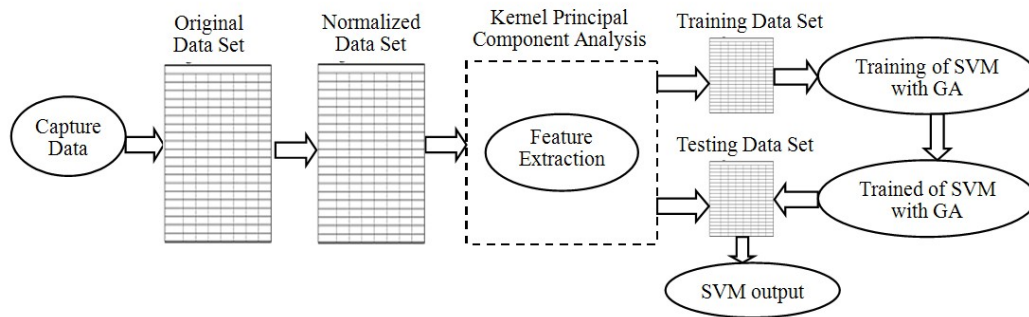 Capture
Data
Original
Data Set
Normalized
Data Set
Kernel Principal
Component Analysis
Feature
Extraction
Training Data Set
Training of SVM
with GA
Testing Data Set
Trained of SVM
with GA
SVM output